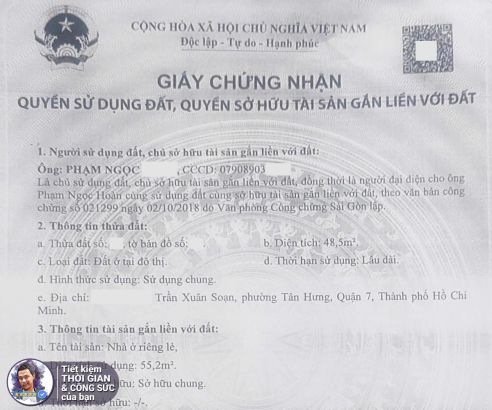 CỘNG HÒA XÃ HỘI CHỦ NGHĨA VIỆT NAM
Độc lập - Tự do - Hạnh phúc
GIẤY CHỨNG NHẬN
QUYỀN SỬ DỤNG ĐẤT, QUYỀN SỞ HỮU TÀI SẢN GẮN LIỀN VỚI ĐẤT
1. Người sử dụng đất, chủ sở hữu tài sản gắn liền với đất:
Ông: PHẠM NGỌC , CCCD: 07908903
Là chủ sử dụng đất, chủ sở hữu tài sản gắn liền với đất, đồng thời là người đại diện cho ông
Phạm Ngọc Hoàn cùng sử dụng đất cùng sở hữu tài sản gắn liền với đất, theo văn bản công
chứng số 021299 ngày 02/10/2018 do Văn phòng Công chứng Sài Gòn lập.
2. Thông tin thửa đất:
a. Thửa đất số: tờ bản đồ số: b. Diện tích: 48,5m².
c. Loại đất: Đất ở tại đô thị. d. Thời hạn sử dụng: Lâu dài.
đ. Hình thức sử dụng: Sử dụng chung.
e. Địa chỉ: Trần Xuân Soạn, phường Tân Hưng, Quận 7, Thành phố Hồ Chí
Minh.
3. Thông tin tài sản gắn liền với đất:
a. Tên tài sản: Nhà ở riêng lẻ.
dụng: 55,2m².
hữu: Sở hữu chung.
hữu: -/-.
Tiết kiệm
THỜI GIAN
& CÔNG SỨC
của bạn